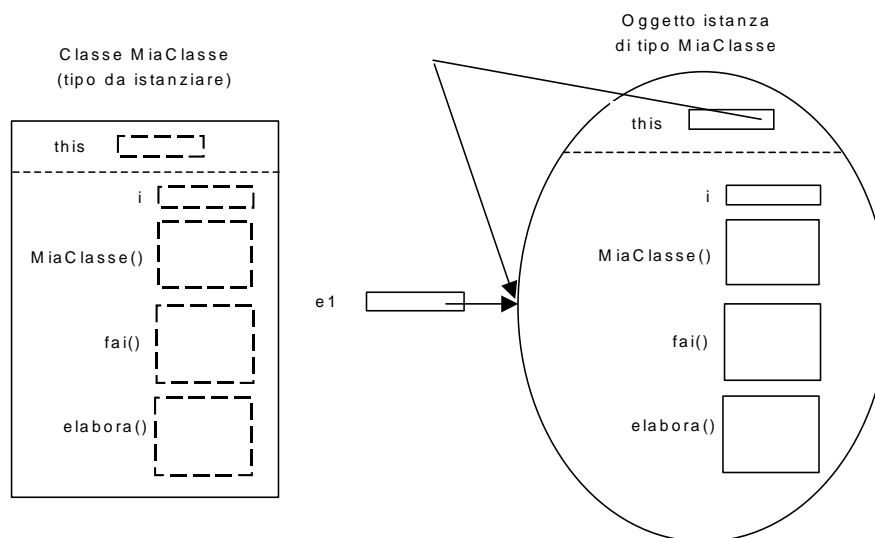 Classe MiaClasse
(tipo da istanziare)
this
i
MiaClasse()
fai()
elabora()
e1
Oggetto istanza
di tipo MiaClasse
this
i
MiaClasse()
fai()
elabora()